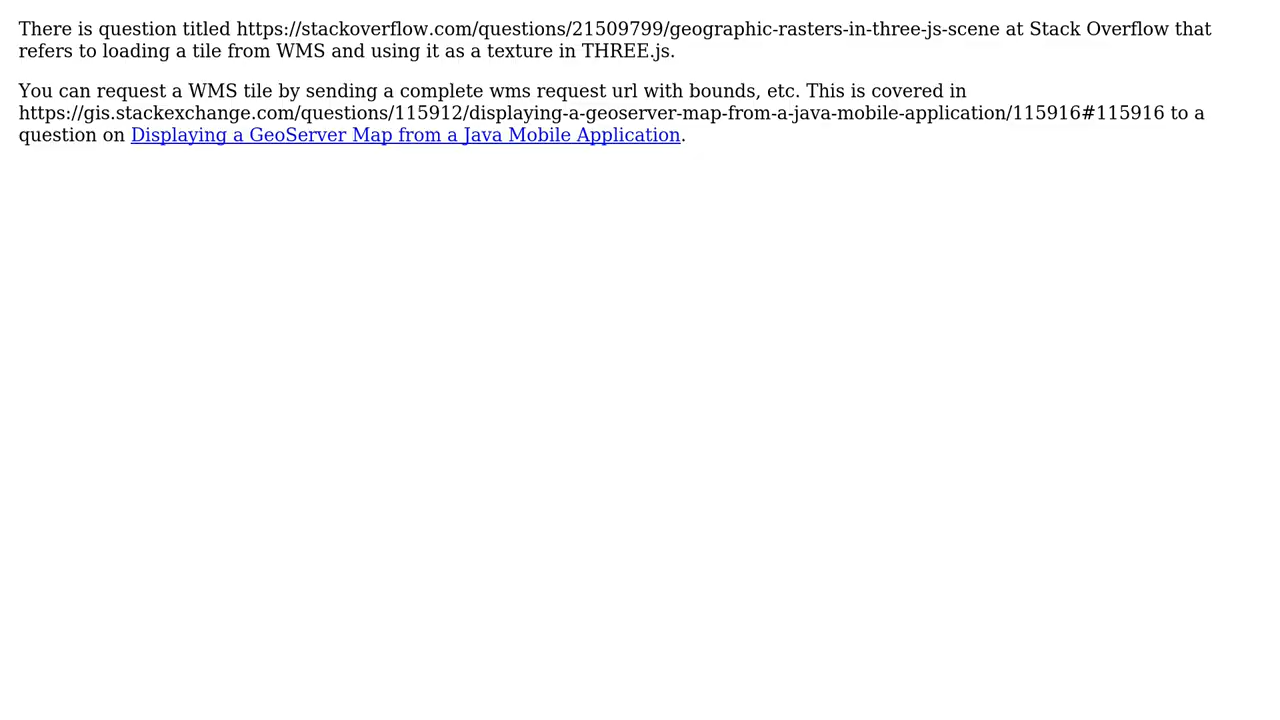 There is question titled https://stackoverflow.com/questions/21509799/geographic-rasters-in-three-js-scene at Stack Overflow that
refers to loading a tile from WMS and using it as a texture in THREE.js.
You can request a WMS tile by sending a complete wms request url with bounds, etc. This is covered in
https://gis.stackexchange.com/questions/115912/displaying-a-geoserver-map-from-a-java-mobile-application/115916#115916 to a
question on Displaying a GeoServer Map from a Java Mobile Application.